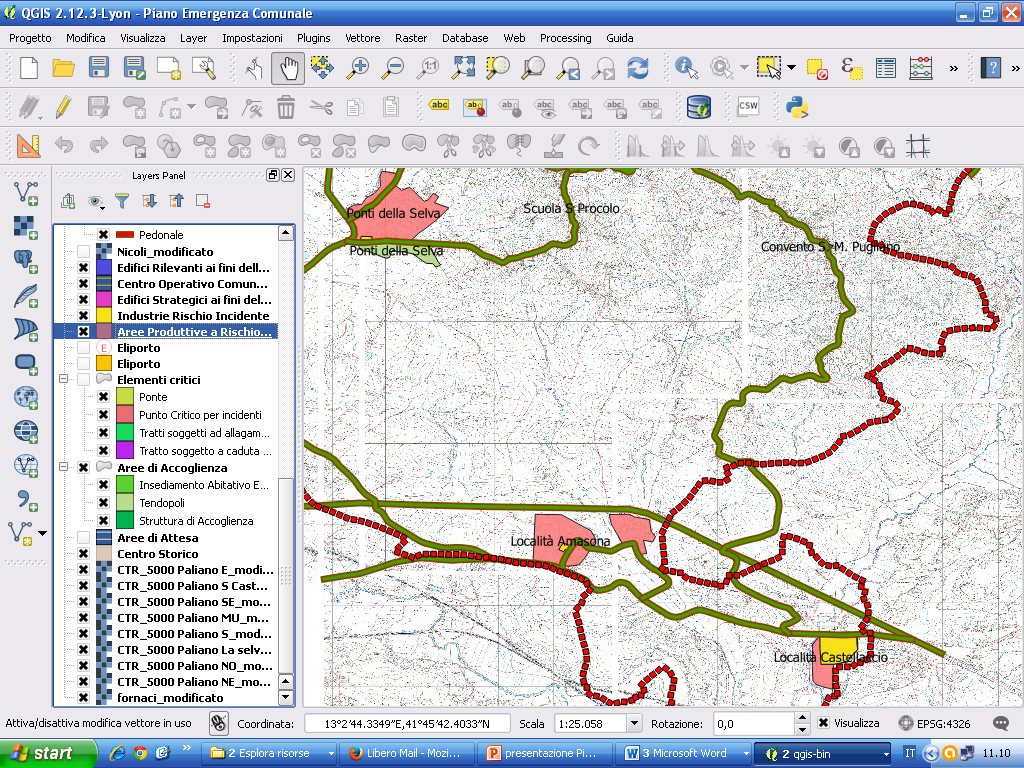 QGIS 2.12.3-Lyon - Piano Emergenza Comunale
Progetto Modifica Visualizza Layer Impostazioni Plugins Vettore Raster Database Web Processing Guida
Layers Panel
Pedonale
Nicoli_modificato
Edifici Rilevanti ai fini dell...
Centro Operativo Comun...
Edifici Strategici ai fini del...
Industrie Rischio Incidente
Aree Produttive a Rischio...
E Eliporto
Eliporto
Elementi critici
Ponte
Punto Critico per incidenti
Tratti soggetti ad allagam...
Tratto soggetto a caduta ...
Aree di Accoglienza
Insediamento Abitativo E...
Tendopoli
Struttura di Accoglienza
Aree di Attesa
Centro Storico
CTR_5000 Paliano E_modi...
CTR_5000 Paliano S Cast...
CTR_5000 Paliano SE_mo...
CTR_5000 Paliano MU_m...
CTR_5000 Paliano S_mod...
CTR_5000 Paliano La selv...
CTR_5000 Paliano NO_mo...
CTR_5000 Paliano NE_mo...
fornaci_modificato
Ponti della Selva
Scuola S Procolo
Ponti della Selva
Convento S. M. Pugliano
Località Amasona
Località Castellaccio
Attiva/disattiva modifica vettore in uso Coordinata: 13°2'44.3349"E,41°45'42.4033"N Scala 1:25.058 Rotazione: 0,0 Visualizza EPSG:4326
start 2 Esplora risorse Libero Mail - Mozi... presentazione Pi... 3 Microsoft Word 2 qgis-bin IT 11.10